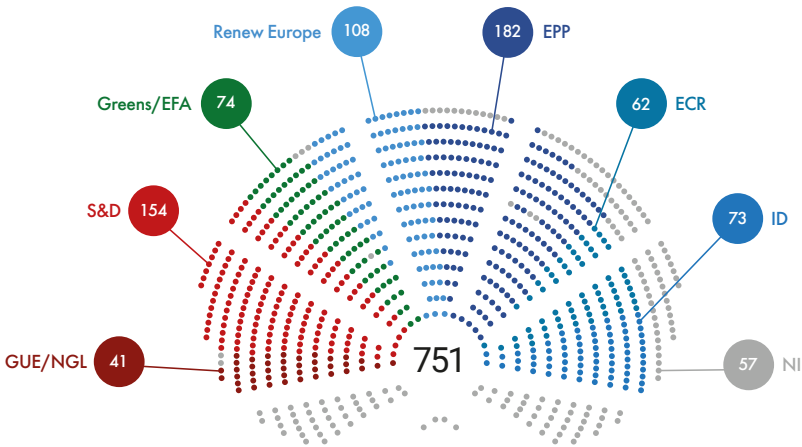 Renew Europe 108
182 EPP
Greens/EFA 74
62 ECR
S&D 154
73 ID
GUE/NGL 41
751
57 NI